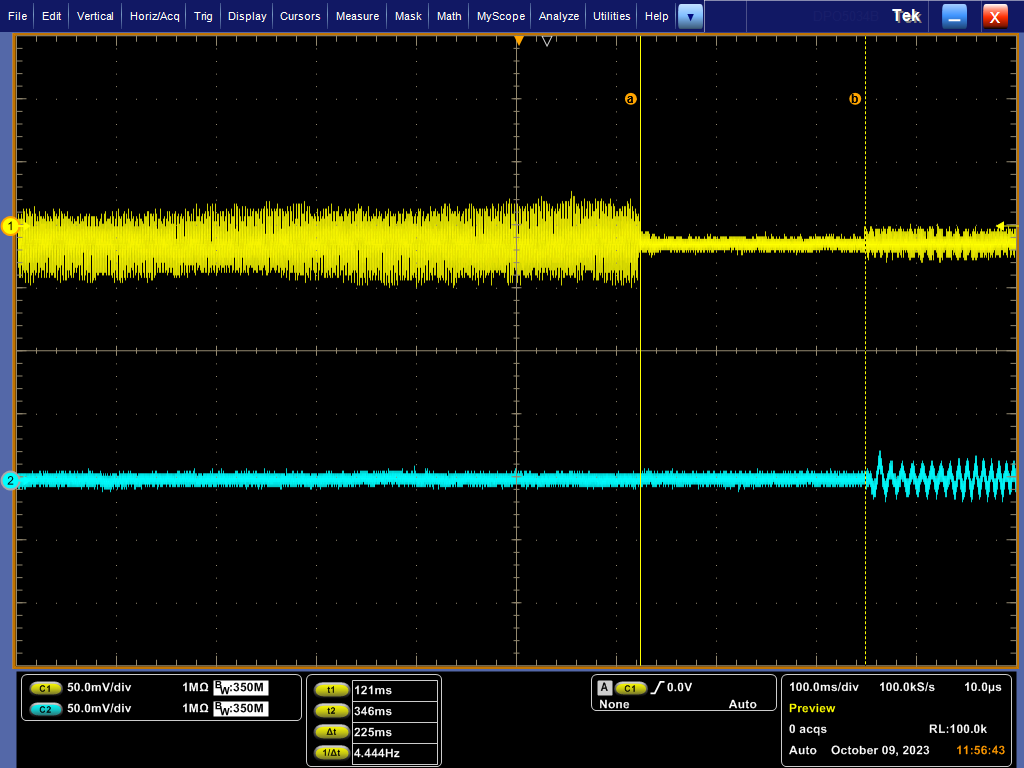 File Edit Vertical Horiz/Acq Trig Display Cursors Measure Mask Math MyScope Analyze Utilities Help Tek X
a b
1
2
C1 50.0mV/div 1MΩ BW:350M
C2 50.0mV/div 1MΩ BW:350M
t1 121ms
t2 346ms
Δt 225ms
1/Δt 4.444Hz
A C1 0.0V
None Auto
100.0ms/div 100.0kS/s 10.0µs
Preview
0 acqs RL:100.0k
Auto October 09, 2023 11:56:43